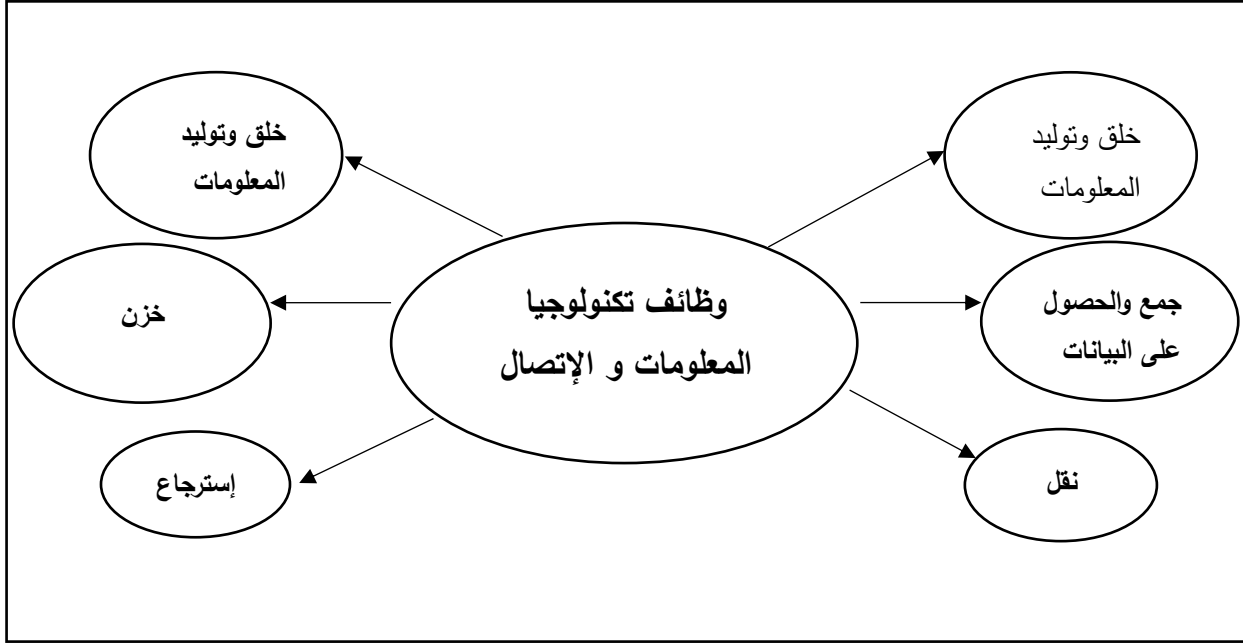 خلق وتوليد
المعلومات
خلق وتوليد
المعلومات
وظائف تكنولوجيا
المعلومات و الإتصال
جمع والحصول
على البيانات
خزن
نقل
إسترجاع